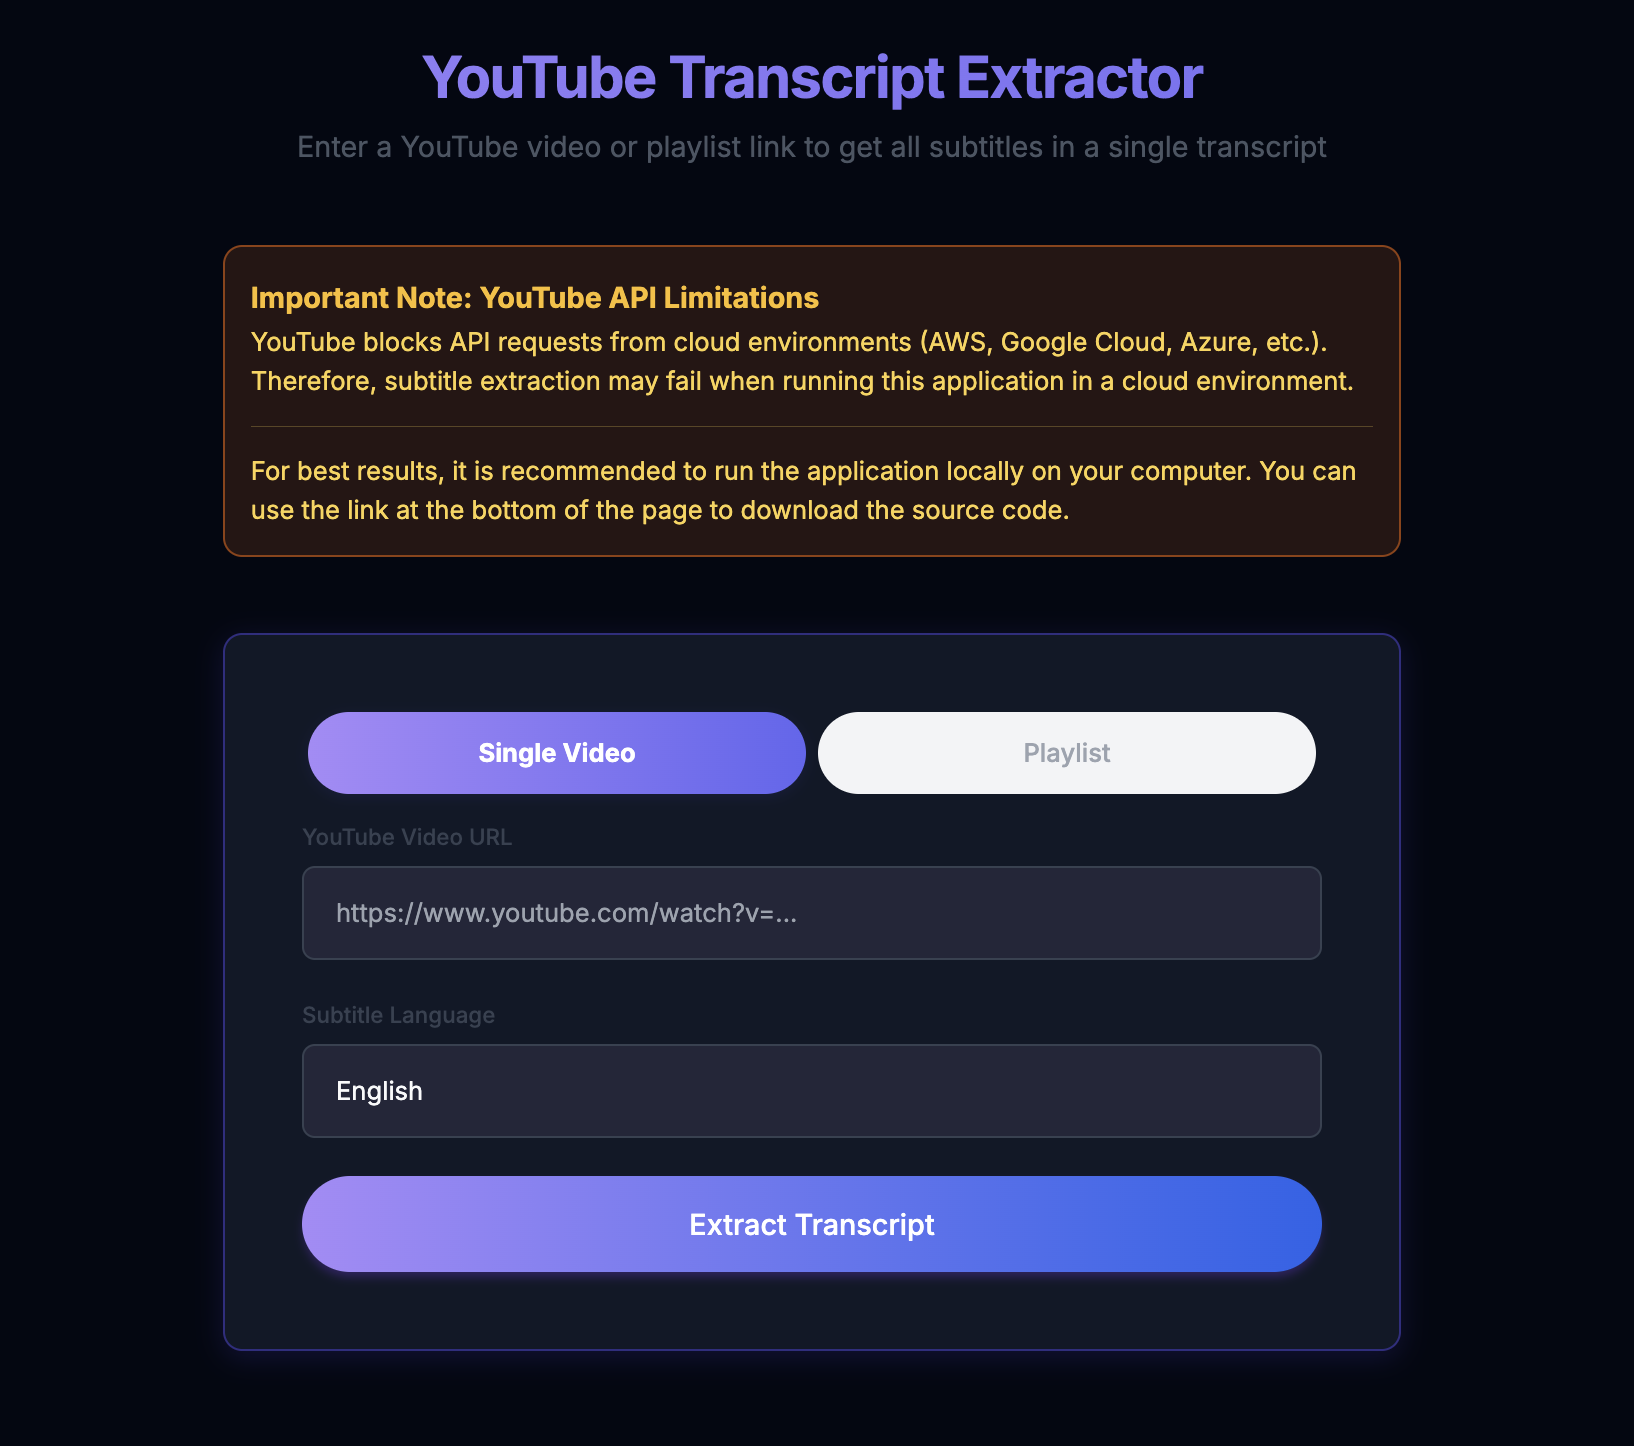 YouTube Transcript Extractor
Enter a YouTube video or playlist link to get all subtitles in a single transcript
Important Note: YouTube API Limitations
YouTube blocks API requests from cloud environments (AWS, Google Cloud, Azure, etc.).
Therefore, subtitle extraction may fail when running this application in a cloud environment.
For best results, it is recommended to run the application locally on your computer. You can
use the link at the bottom of the page to download the source code.
Single Video
Playlist
YouTube Video URL
https://www.youtube.com/watch?v=...
Subtitle Language
English
Extract Transcript